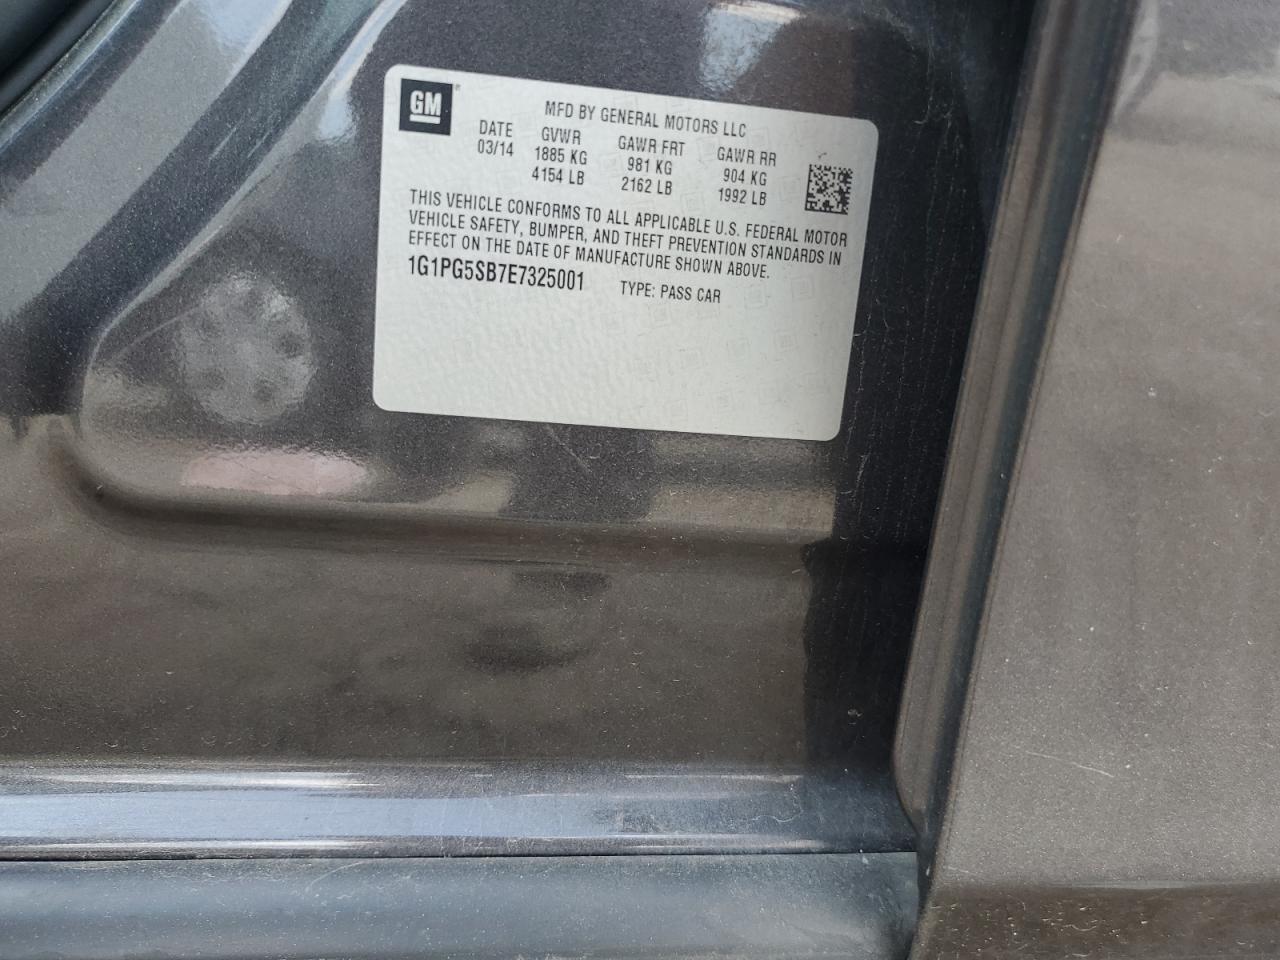 GM
MFD BY GENERAL MOTORS LLC
DATE GVWR GAWR FRT GAWR RR
03/14 1885 KG 981 KG 904 KG
4154 LB 2162 LB 1992 LB
THIS VEHICLE CONFORMS TO ALL APPLICABLE U.S. FEDERAL MOTOR
VEHICLE SAFETY, BUMPER, AND THEFT PREVENTION STANDARDS IN
EFFECT ON THE DATE OF MANUFACTURE SHOWN ABOVE.
1G1PG5SB7E7325001 TYPE: PASS CAR